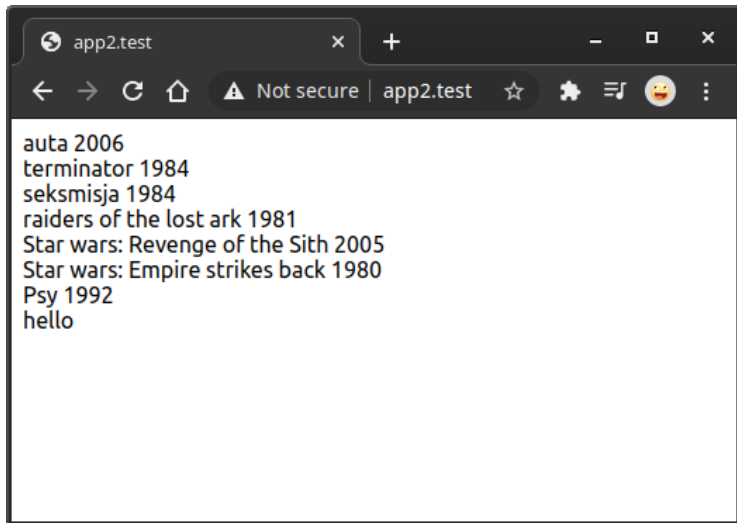 app2.test
Not secure app2.test
auta 2006
terminator 1984
seksmisja 1984
raiders of the lost ark 1981
Star wars: Revenge of the Sith 2005
Star wars: Empire strikes back 1980
Psy 1992
hello